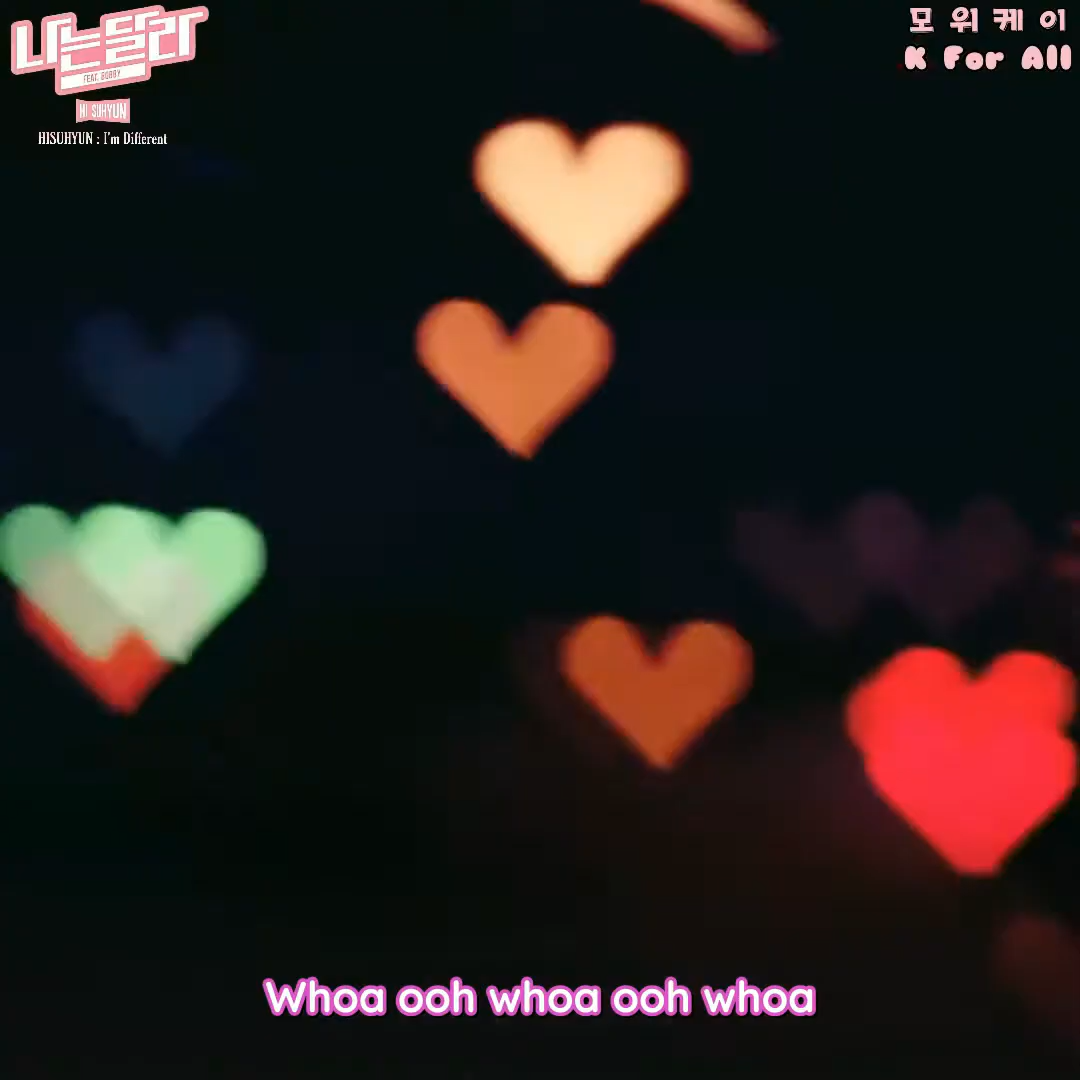 나는달라
FEAT. BOBBY
HI SUHYUN
HISUHYUN : I'm Different
모 위 케 이
K For All
Whoa ooh whoa ooh whoa